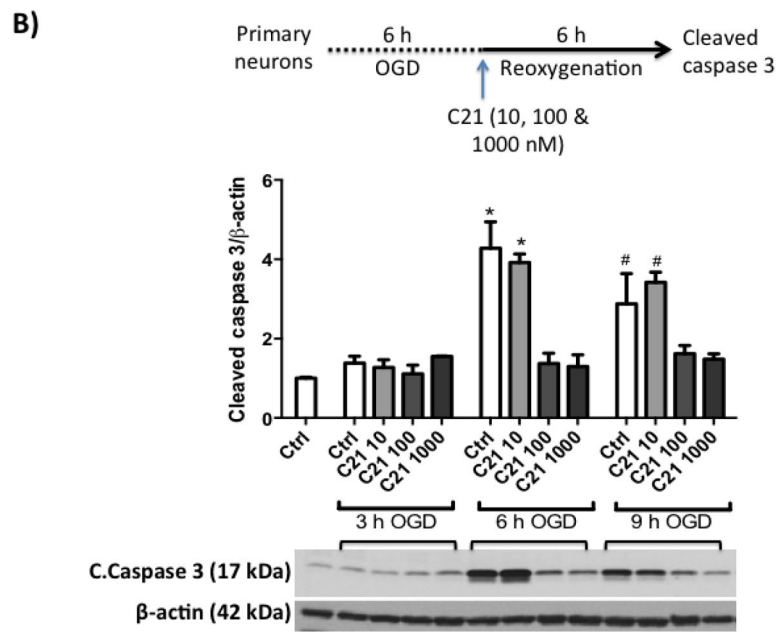 B)
Primary
neurons
6 h
OGD
6 h
Reoxygenation
Cleaved
caspase 3
C21 (10, 100 &
1000 nM)
Cleaved caspase 3/β-actin
6
4
2
0
*
*
#
#
Ctrl
Ctrl
C21 10
C21 100
C21 1000
Ctrl
C21 10
C21 100
C21 1000
Ctrl
C21 10
C21 100
C21 1000
3 h OGD
6 h OGD
9 h OGD
C.Caspase 3 (17 kDa)
β-actin (42 kDa)